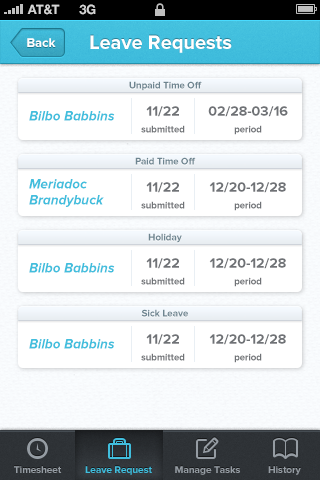 AT&T 3G
Back
Leave Requests
Unpaid Time Off
Bilbo Babbins 11/22 02/28-03/16
submitted period
Paid Time Off
Meriadoc Brandybuck 11/22 12/20-12/28
submitted period
Holiday
Bilbo Babbins 11/22 12/20-12/28
submitted period
Sick Leave
Bilbo Babbins 11/22 12/20-12/28
submitted period
Timesheet Leave Request Manage Tasks History